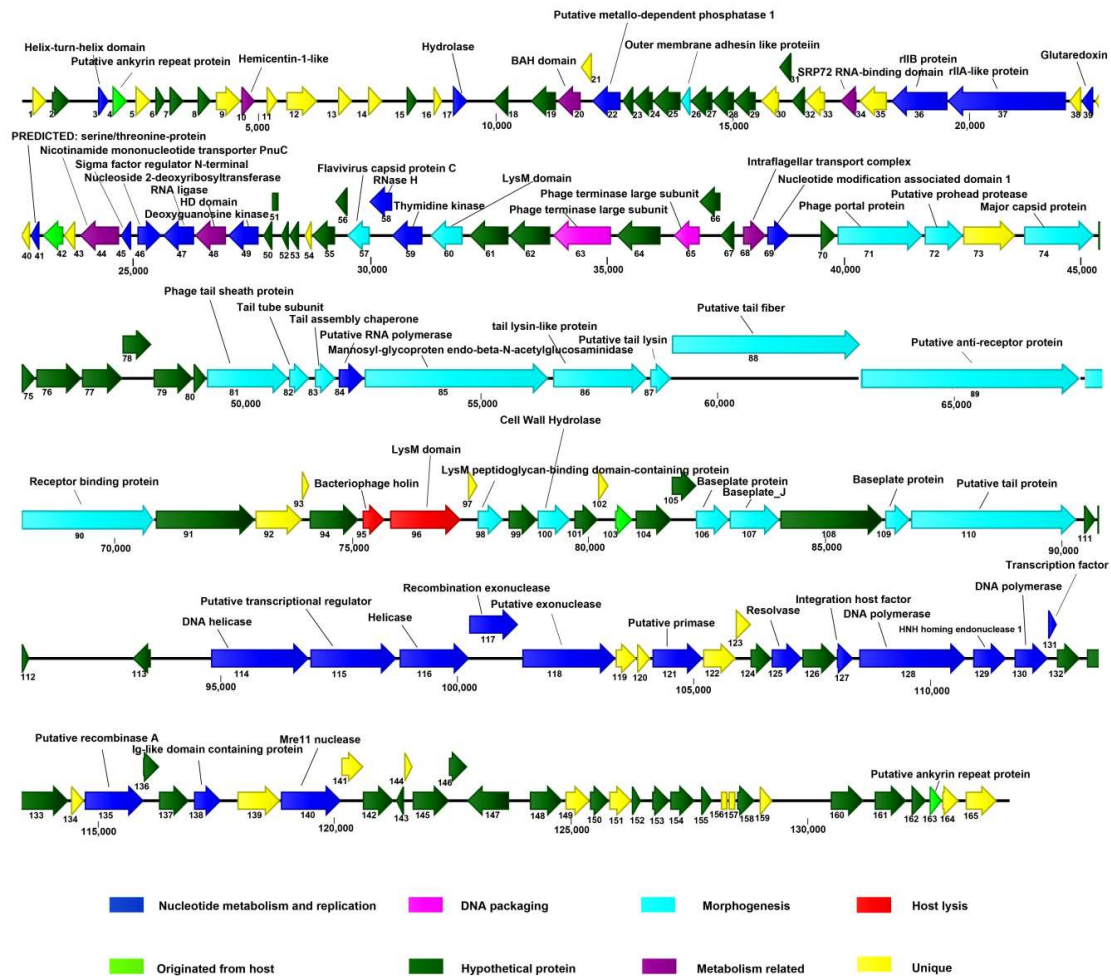 Putative metallo-dependent phosphatase 1
Helix-turn-helix domain
Putative ankyrin repeat protein
Hemicentin-1-like
Hydrolase
BAH domain
Outer membrane adhesin like proteiin
SRP72 RNA-binding domain
rIIB protein
rIIA-like protein
Glutaredoxin
21
31
1 2 3 4 5 6 7 8 9 10 11 12 13 14 15 16 17 18 19 20 22 23 24 25 26 27 28 29 30 32 33 34 35 36 37 38 39
5,000 10,000 15,000 20,000
PREDICTED: serine/threonine-protein
Nicotinamide mononucleotide transporter PnuC
Sigma factor regulator N-terminal
Nucleoside 2-deoxyribosyltransferase
RNA ligase
HD domain
Deoxyguanosine kinase
Flavivirus capsid protein C
RNase H
Thymidine kinase
LysM domain
Phage terminase large subunit
Phage terminase large subunit
Intraflagellar transport complex
Nucleotide modification associated domain 1
Putative prohead protease
Phage portal protein
Major capsid protein
51 56 58 66
40 41 42 43 44 45 46 47 48 49 50 52 53 54 55 57 59 60 61 62 63 64 65 67 68 69 70 71 72 73 74
25,000 30,000 35,000 40,000 45,000
Phage tail sheath protein
Tail tube subunit
Tail assembly chaperone
Putative RNA polymerase
Mannosyl-glycoproten endo-beta-N-acetylglucosaminidase
tail lysin-like protein
Putative tail lysin
Putative tail fiber
Putative anti-receptor protein
78 88
75 76 77 79 80 81 82 83 84 85 86 87 89
50,000 55,000 60,000 65,000
Cell Wall Hydrolase
Receptor binding protein
Bacteriophage holin
LysM domain
LysM peptidoglycan-binding domain-containing protein
Baseplate protein
Baseplate_J
Baseplate protein
Putative tail protein
93 97 102 105
90 91 92 94 95 96 98 99 100 101 103 104 106 107 108 109 110 111
70,000 75,000 80,000 85,000 90,000
Transcription factor
DNA helicase
Putative transcriptional regulator
Helicase
Recombination exonuclease
Putative exonuclease
Putative primase
Resolvase
Integration host factor
DNA polymerase
HNH homing endonuclease 1
DNA polymerase
117 123 131
112 113 114 115 116 118 119 120 121 122 124 125 126 127 128 129 130 132
95,000 100,000 105,000 110,000
Putative recombinase A
Ig-like domain containing protein
Mre11 nuclease
Putative ankyrin repeat protein
136 141 144 146
133 134 135 137 138 139 140 142 143 145 147 148 149 150 151 152 153 154 155 156 157 158 159 160 161 162 163 164 165
115,000 120,000 125,000 130,000
Nucleotide metabolism and replication
DNA packaging
Morphogenesis
Host lysis
Originated from host
Hypothetical protein
Metabolism related
Unique